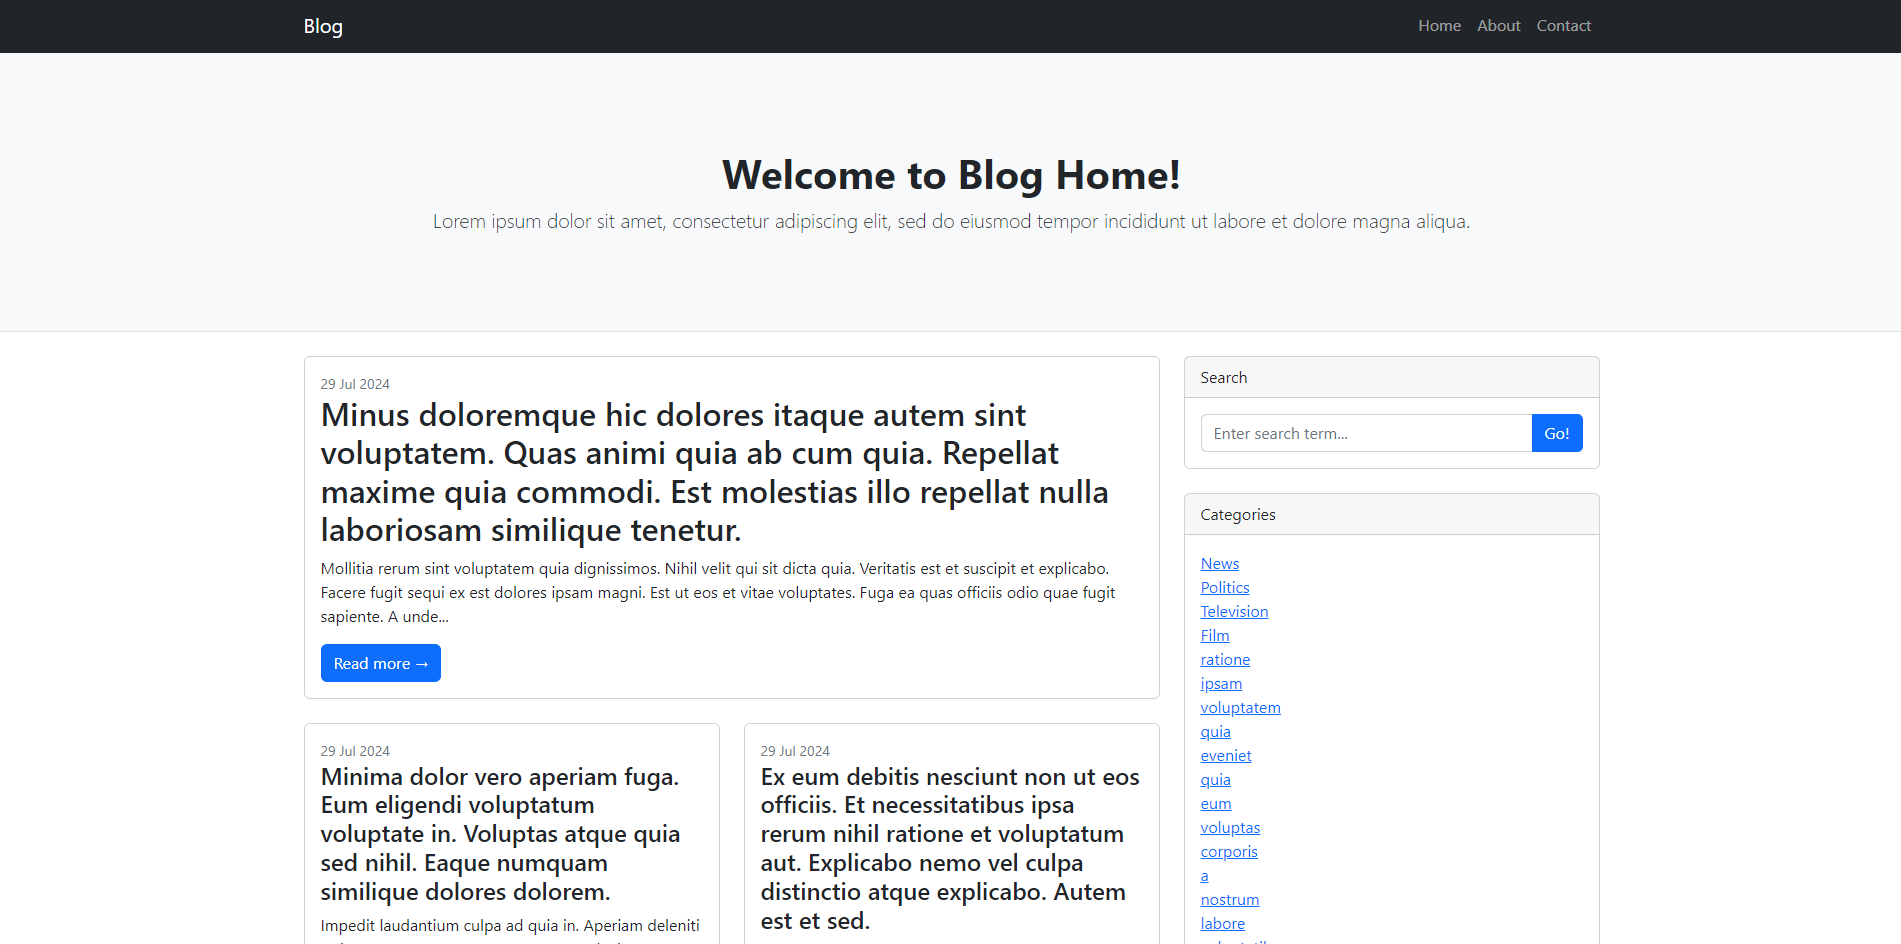 Blog
Home About Contact
Welcome to Blog Home!
Lorem ipsum dolor sit amet, consectetur adipiscing elit, sed do eiusmod tempor incididunt ut labore et dolore magna aliqua.
29 Jul 2024
Minus doloremque hic dolores itaque autem sint
voluptatem. Quas animi quia ab cum quia. Repellat
maxime quia commodi. Est molestias illo repellat nulla
laboriosam similique tenetur.
Mollitia rerum sint voluptatem quia dignissimos. Nihil velit qui sit dicta quia. Veritatis est et suscipit et explicabo.
Facere fugit sequi ex est dolores ipsam magni. Est ut eos et vitae voluptates. Fuga ea quas officiis odio quae fugit
sapiente. A unde...
Read more →
29 Jul 2024
Minima dolor vero aperiam fuga.
Eum eligendi voluptatum
voluptate in. Voluptas atque quia
sed nihil. Eaque numquam
similique dolores dolorem.
Impedit laudantium culpa ad quia in. Aperiam deleniti
29 Jul 2024
Ex eum debitis nesciunt non ut eos
officiis. Et necessitatibus ipsa
rerum nihil ratione et voluptatum
aut. Explicabo nemo vel culpa
distinctio atque explicabo. Autem
est et sed.
Search
Enter search term...
Go!
Categories
News
Politics
Television
Film
ratione
ipsam
voluptatem
quia
eveniet
quia
eum
voluptas
corporis
a
nostrum
labore